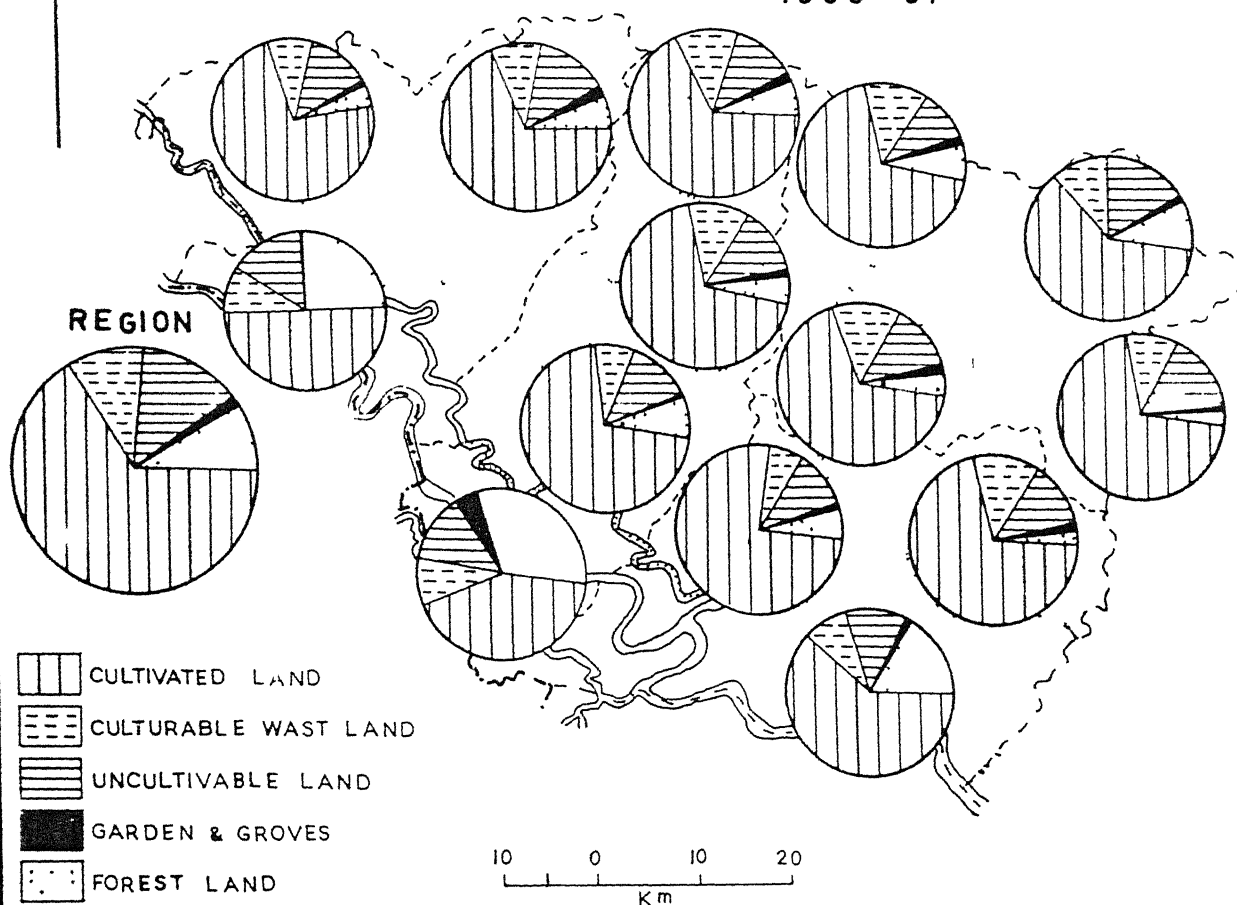 REGION
CULTIVATED LAND
CULTURABLE WAST LAND
UNCULTIVABLE LAND
GARDEN & GROVES
FOREST LAND
10 0 10 20
Km